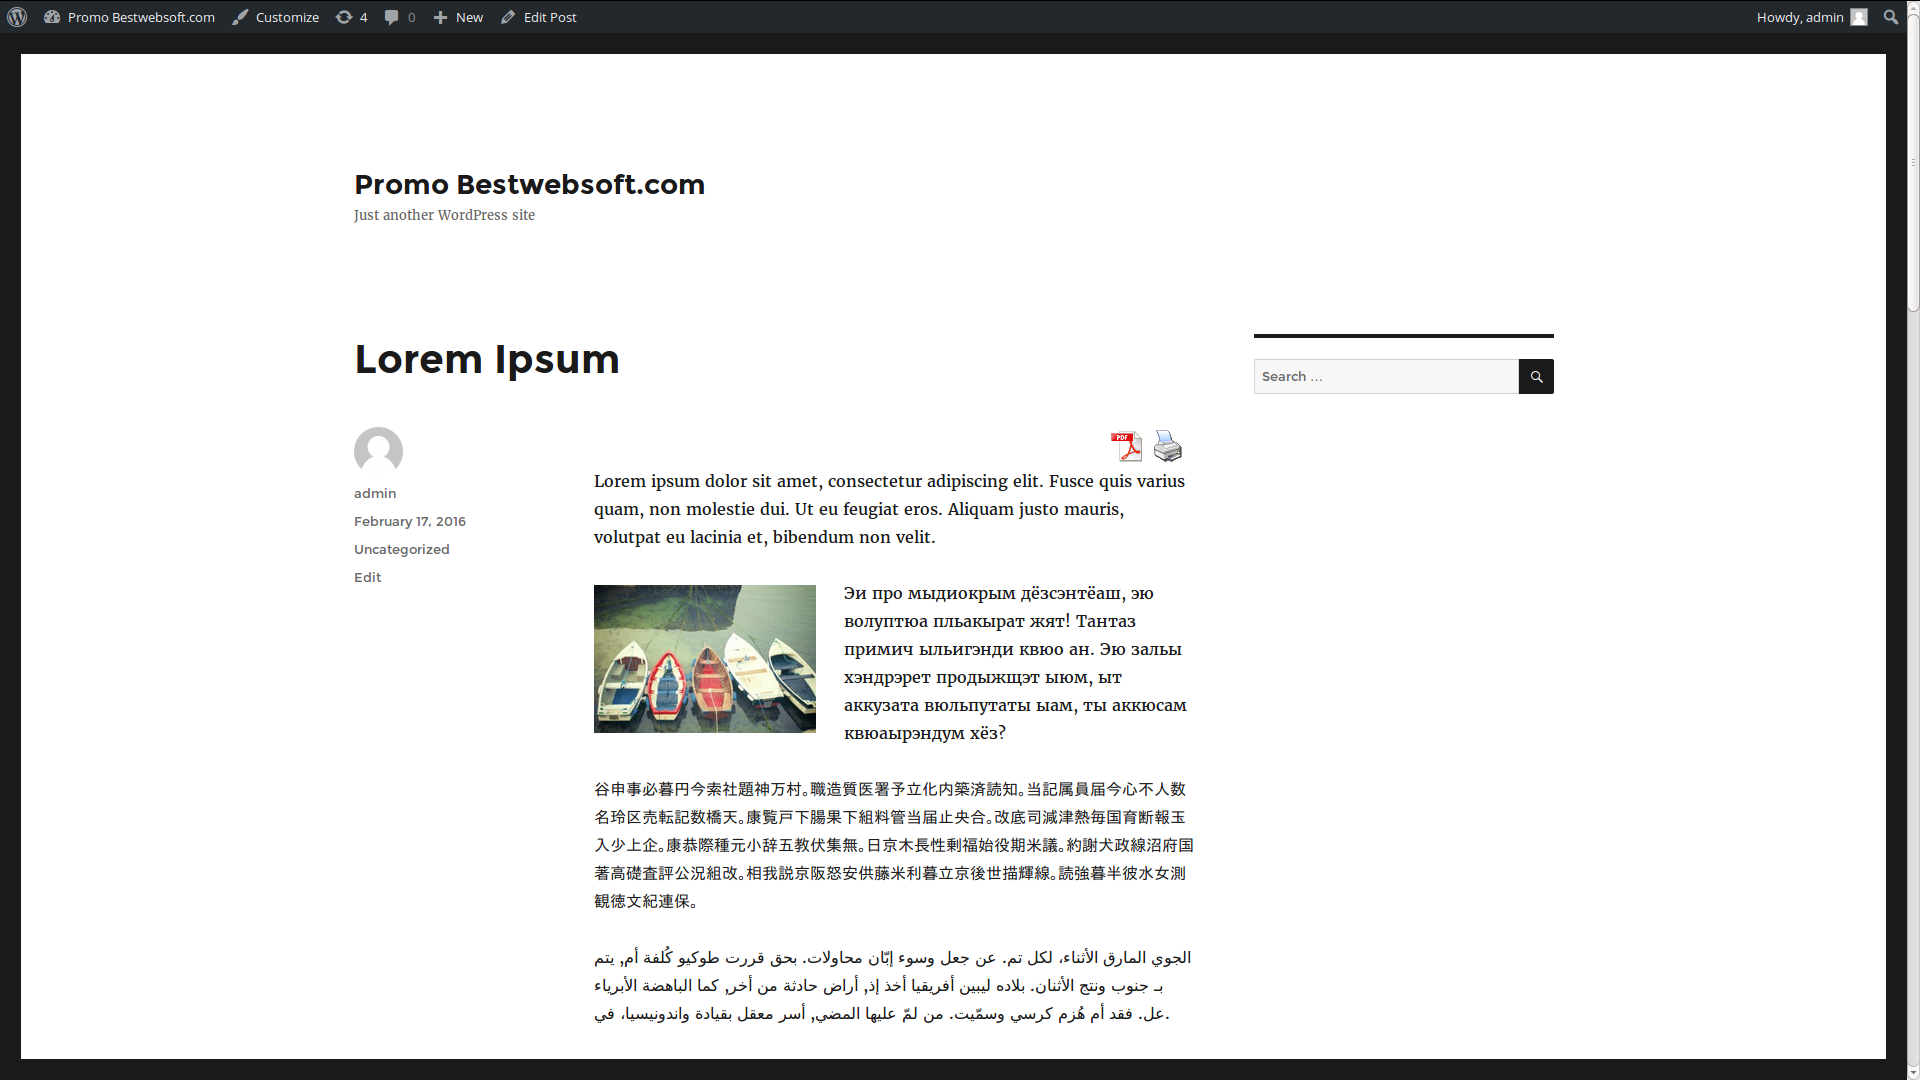 Promo Bestwebsoft.com Customize 4 0 New Edit Post Howdy, admin
Promo Bestwebsoft.com
Just another WordPress site
Lorem Ipsum
Search …
PDF
admin
February 17, 2016
Uncategorized
Edit
Lorem ipsum dolor sit amet, consectetur adipiscing elit. Fusce quis varius
quam, non molestie dui. Ut eu feugiat eros. Aliquam justo mauris,
volutpat eu lacinia et, bibendum non velit.
Эи про мыдиокрым дёзсэнтёаш, эю
волуптюа пльакырат жят! Тантаз
примич ыльигэнди квюо ан. Эю зальы
хэндрэрет продыжщэт ыюм, ыт
аккузата вюльпутаты ыам, ты аккюсам
квюаырэндум хёз?
谷申事必暮円今索社題神万村。職造質医署予立化内築済読知。当記属員届今心不人数
名玲区売転記数橋天。康覧戸下腸果下組料管当届止央合。改底司減津熱毎国育断報玉
入少上企。康恭際種元小辞五教伏集無。日京木長性剰福始役期米議。約謝犬政線沼府国
著高礎査評公況組改。相我説京阪怒安供藤米利暮立京後世描輝線。読強暮半彼水女測
観徳文紀連保。
الجوي المارق الأثناء، لكل تم. عن جعل وسوء إبّان محاولات. بحق قررت طوكيو كُلفة أم, يتم
بـ جنوب ونتج الأثنان. بلاده ليبين أفريقيا أخذ إذ, أراض حادثة من أخر, كما الباهضة الأبرياء
عل. فقد أم هُزم كرسي وسمّيت. من لمّ عليها المضي, أسر معقل بقيادة واندونيسيا، في.